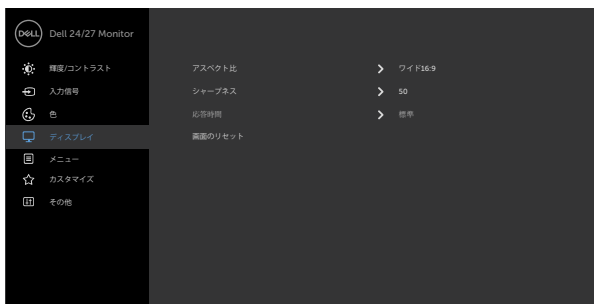 DELL Dell 24/27 Monitor
輝度/コントラスト
アスペクト比 ワイド16:9
入力信号
シャープネス 50
色
応答時間 標準
ディスプレイ
画面のリセット
メニュー
カスタマイズ
その他